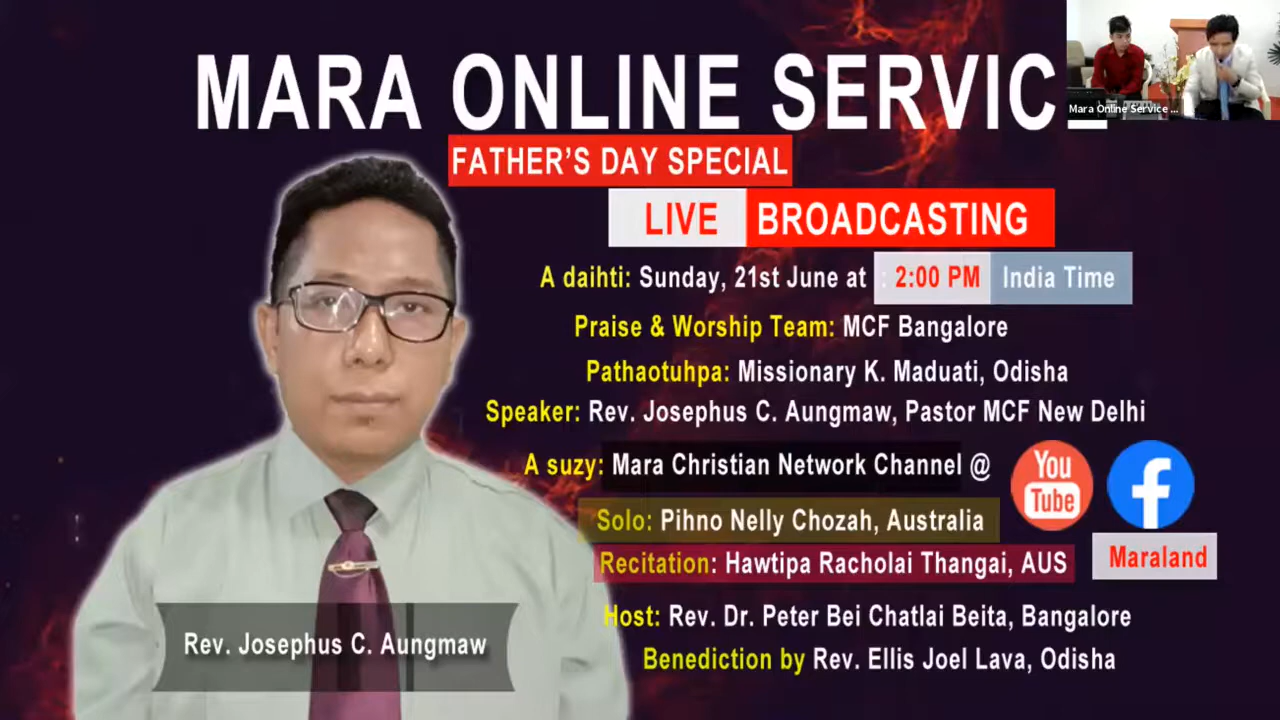 MARA ONLINE SERVIC
Mara Online Service ...
FATHER'S DAY SPECIAL
LIVE BROADCASTING
A daihti: Sunday, 21st June at : 2:00 PM India Time
Praise & Worship Team: MCF Bangalore
Pathaotuhpa: Missionary K. Maduati, Odisha
Speaker: Rev. Josephus C. Aungmaw, Pastor MCF New Delhi
A suzy: Mara Christian Network Channel @
You
Tube
f
Solo: Pihno Nelly Chozah, Australia
Recitation: Hawtipa Racholai Thangai, AUS
Maraland
Host: Rev. Dr. Peter Bei Chatlai Beita, Bangalore
Rev. Josephus C. Aungmaw
Benediction by Rev. Ellis Joel Lava, Odisha